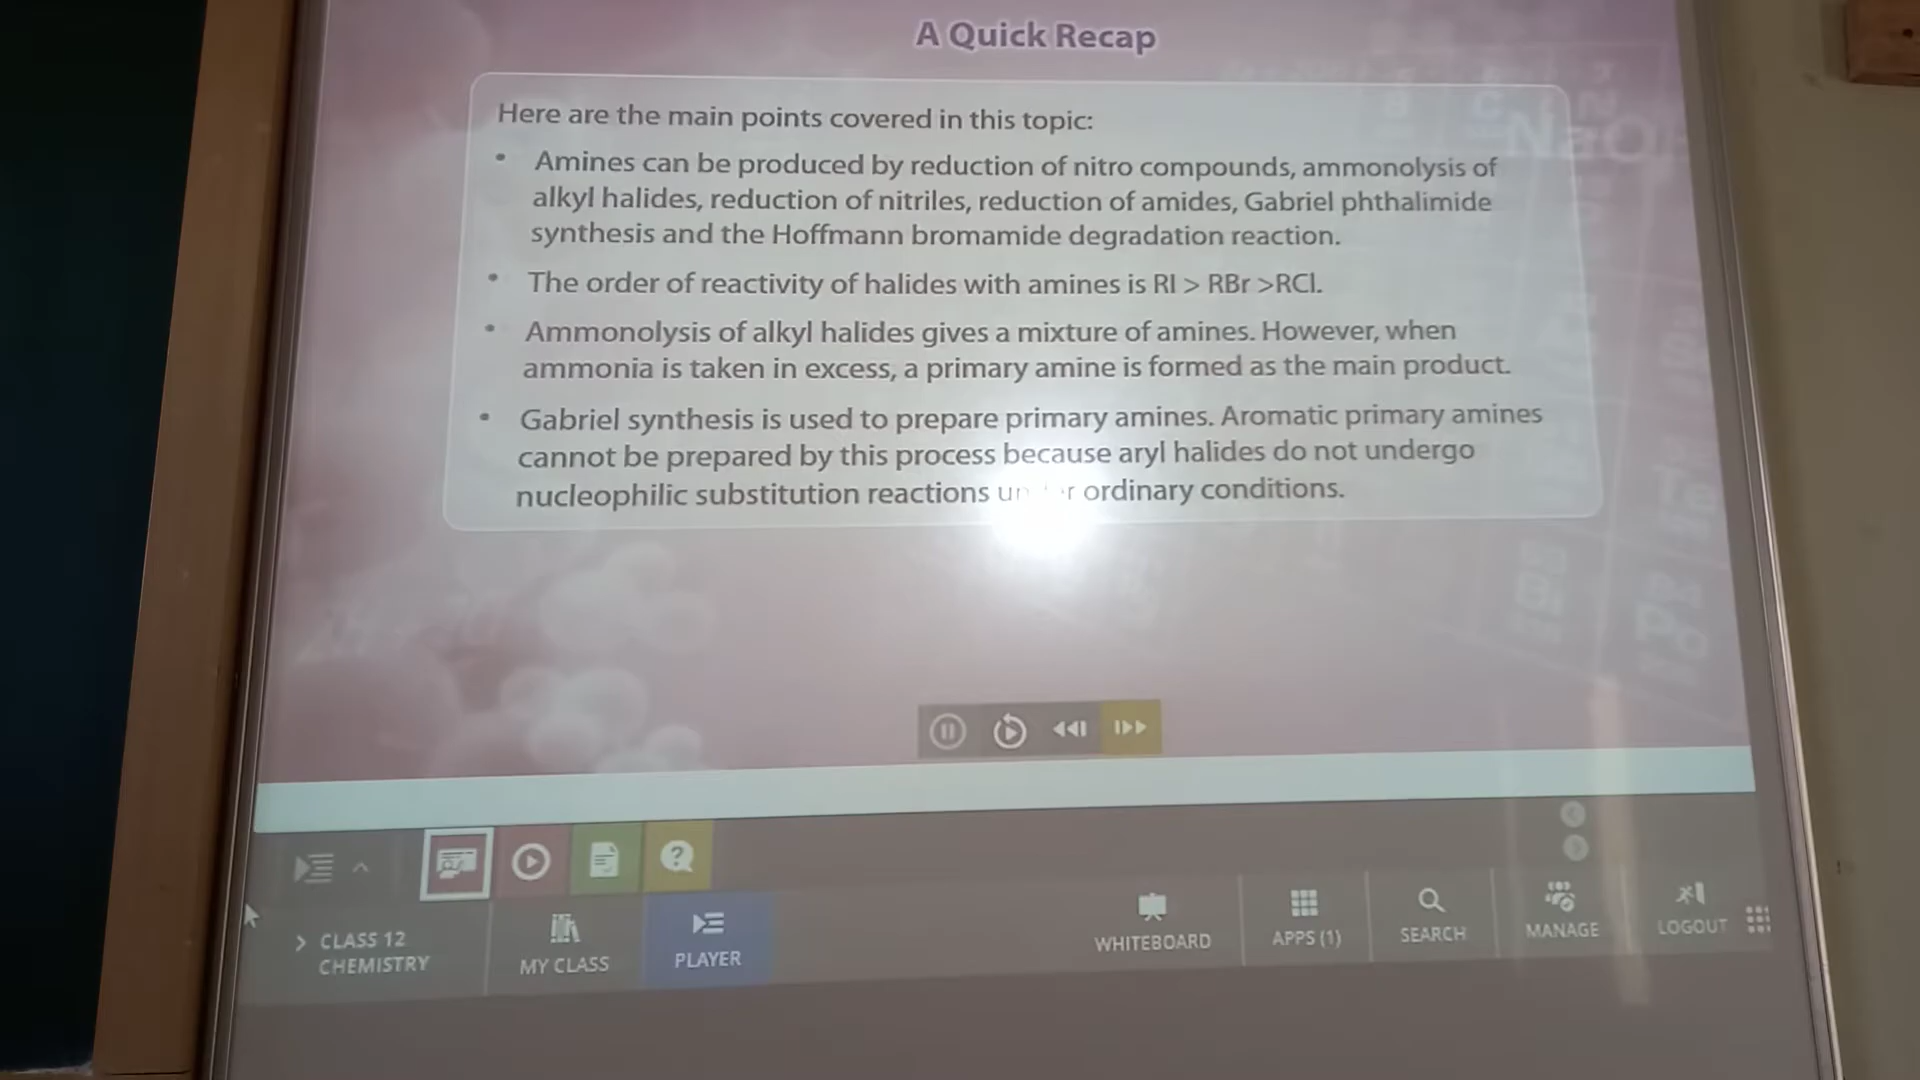 A Quick Recap
Here are the main points covered in this topic:
• Amines can be produced by reduction of nitro compounds, ammonolysis of
alkyl halides, reduction of nitriles, reduction of amides, Gabriel phthalimide
synthesis and the Hoffmann bromamide degradation reaction.
• The order of reactivity of halides with amines is RI > RBr >RCl.
• Ammonolysis of alkyl halides gives a mixture of amines. However, when
ammonia is taken in excess, a primary amine is formed as the main product.
• Gabriel synthesis is used to prepare primary amines. Aromatic primary amines
cannot be prepared by this process because aryl halides do not undergo
nucleophilic substitution reactions ordinary conditions.
CLASS 12
CHEMISTRY
MY CLASS
PLAYER
WHITEBOARD
APPS (1)
SEARCH
MANAGE
LOGOUT